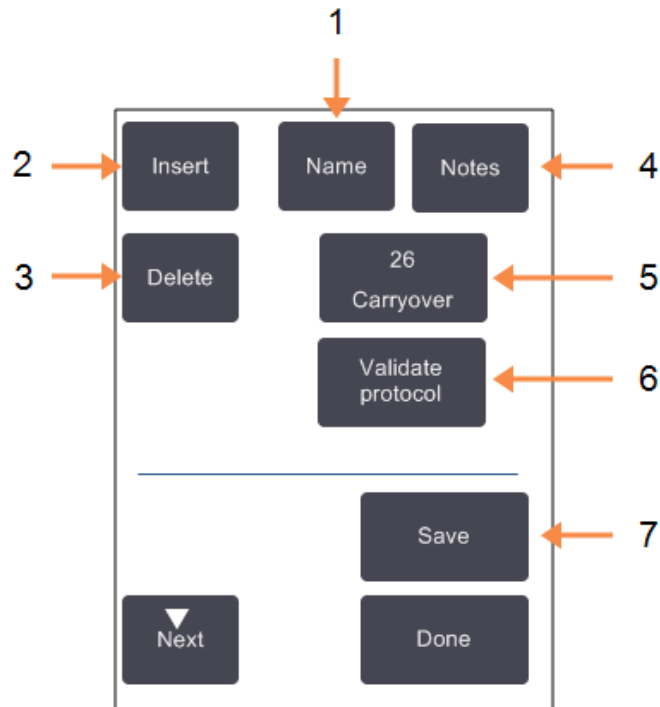 1
2 Insert Name Notes 4
3 Delete 26 5
Carryover
Validate 6
protocol
Save 7
Next Done